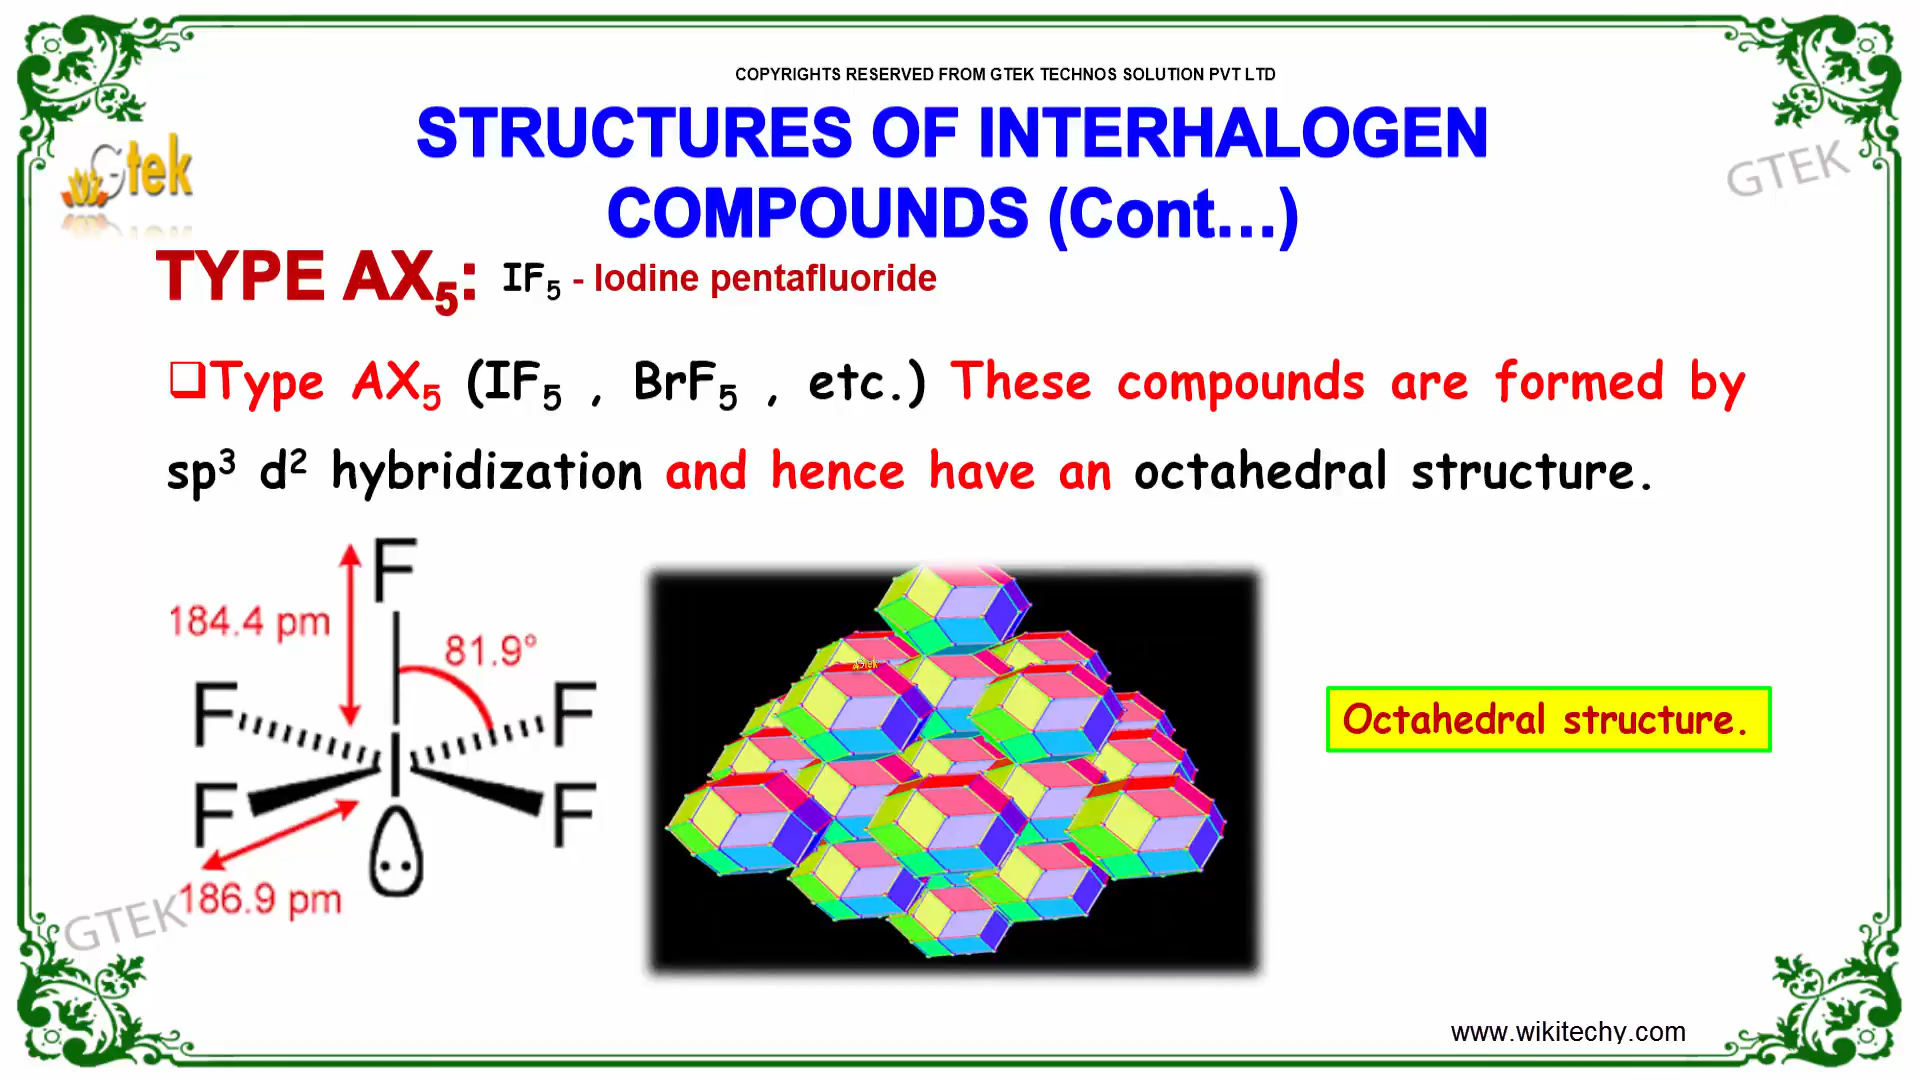 COPYRIGHTS RESERVED FROM GTEK TECHNOS SOLUTION PVT LTD
STRUCTURES OF INTERHALOGEN
COMPOUNDS (Cont...)
Gtek
GTEK
TYPE AX₅: IF₅ - Iodine pentafluoride
❑Type AX₅ (IF₅ , BrF₅ , etc.) These compounds are formed by
sp³ d² hybridization and hence have an octahedral structure.
F
184.4 pm
81.9°
F F
I
F F
186.9 pm
Gtek
Octahedral structure.
GTEK
www.wikitechy.com